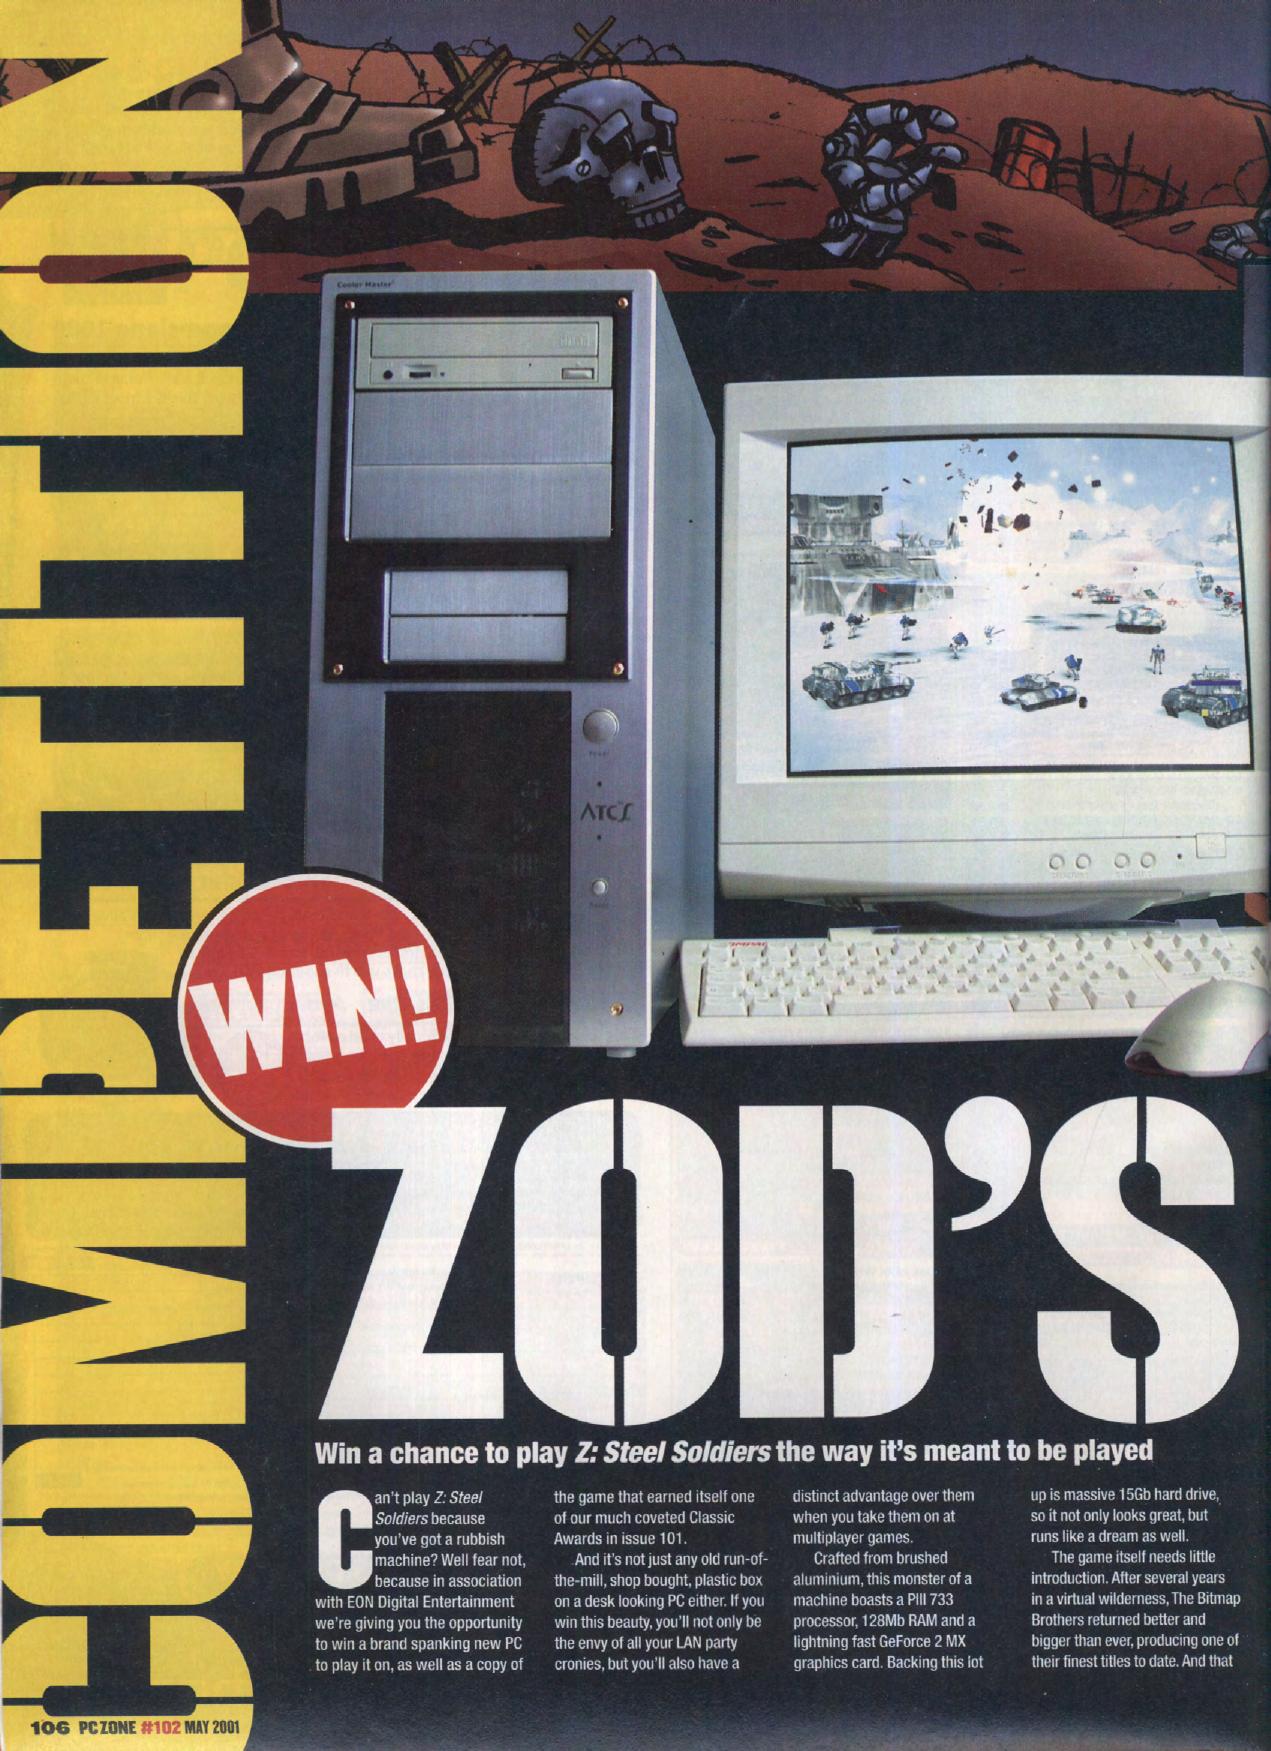 COMPETITION
Cooler Master
Power
ATCS
Reset
WIN!
ZOD'S
Win a chance to play Z: Steel Soldiers the way it's meant to be played
Can't play Z: Steel
Soldiers because
you've got a rubbish
machine? Well fear not,
because in association
with EON Digital Entertainment
we're giving you the opportunity
to win a brand spanking new PC
to play it on, as well as a copy of
the game that earned itself one
of our much coveted Classic
Awards in issue 101.
And it's not just any old run-of-
the-mill, shop bought, plastic box
on a desk looking PC either. If you
win this beauty, you'll not only be
the envy of all your LAN party
cronies, but you'll also have a
distinct advantage over them
when you take them on at
multiplayer games.
Crafted from brushed
aluminium, this monster of a
machine boasts a PIII 733
processor, 128Mb RAM and a
lightning fast GeForce 2 MX
graphics card. Backing this lot
up is massive 15Gb hard drive,
so it not only looks great, but
runs like a dream as well.
The game itself needs little
introduction. After several years
in a virtual wilderness, The Bitmap
Brothers returned better and
bigger than ever, producing one of
their finest titles to date. And that
106 PCZONE #102 MAY 2001